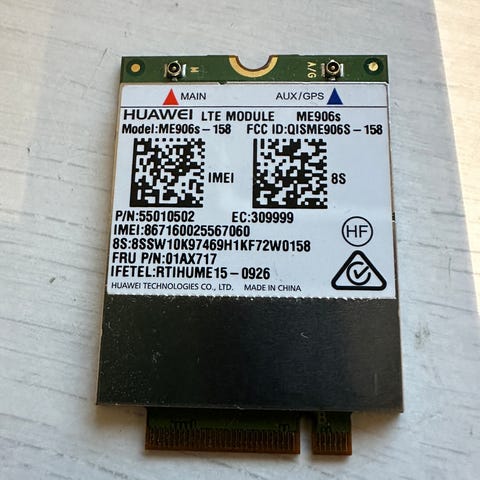 M A/G
MAIN AUX/GPS
HUAWEI LTE MODULE ME906s
Model:ME906s-158 FCC ID:QISME906S-158
IMEI 8S
P/N:55010502 EC:309999
IMEI:867160025567060
8S:8SSW10K97469H1KF72W0158
FRU P/N:01AX717
IFETEL:RTIHUME15-0926
HF
HUAWEI TECHNOLOGIES CO., LTD. MADE IN CHINA